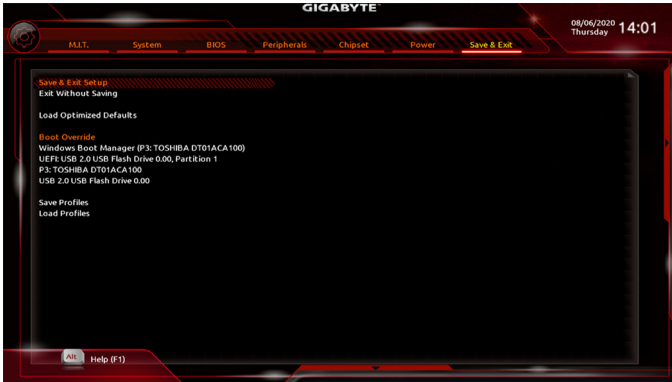 GIGABYTE™
08/06/2020 14:01
Thursday
M.I.T. System BIOS Peripherals Chipset Power Save & Exit
Save & Exit Setup
Exit Without Saving
Load Optimized Defaults
Boot Override
Windows Boot Manager (P3: TOSHIBA DT01ACA100)
UEFI: USB 2.0 USB Flash Drive 0.00, Partition 1
P3: TOSHIBA DT01ACA100
USB 2.0 USB Flash Drive 0.00
Save Profiles
Load Profiles
Alt Help (F1)